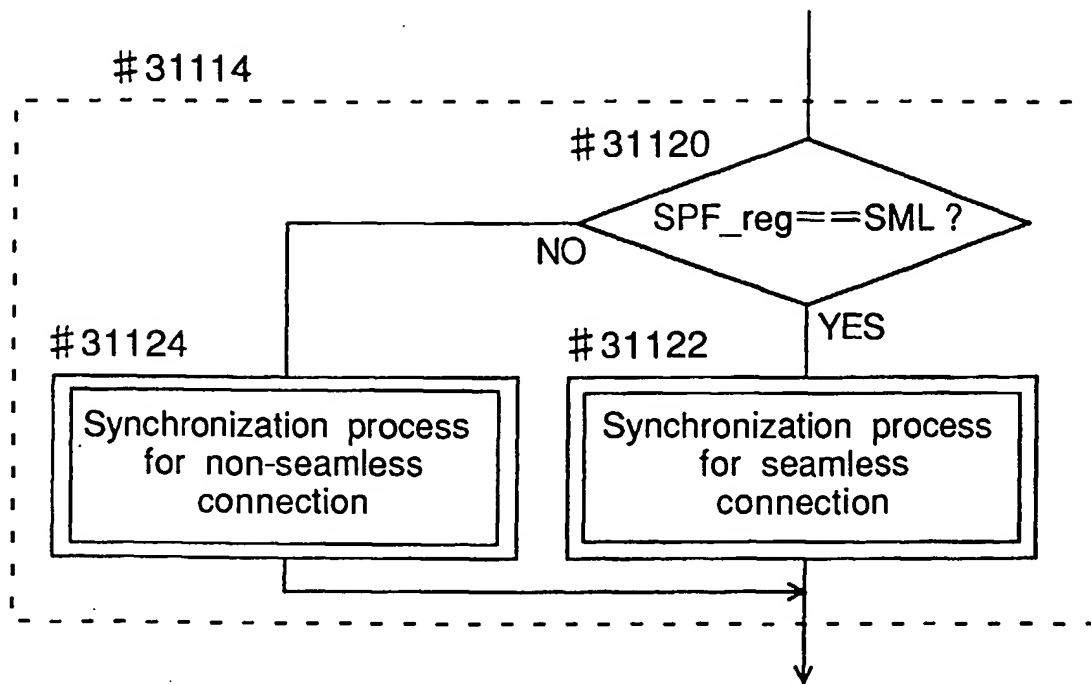 #31114
#31120
SPF_reg==SML ?
NO
YES
#31124
#31122
Synchronization process
for non-seamless
connection
Synchronization process
for seamless
connection